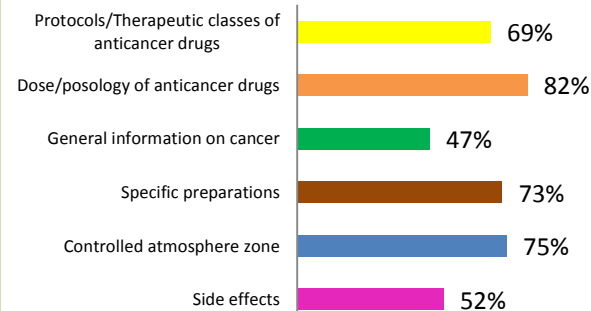 Protocols/Therapeutic classes of
anticancer drugs
69%
Dose/posology of anticancer drugs
82%
General information on cancer
47%
Specific preparations
73%
Controlled atmosphere zone
75%
Side effects
52%